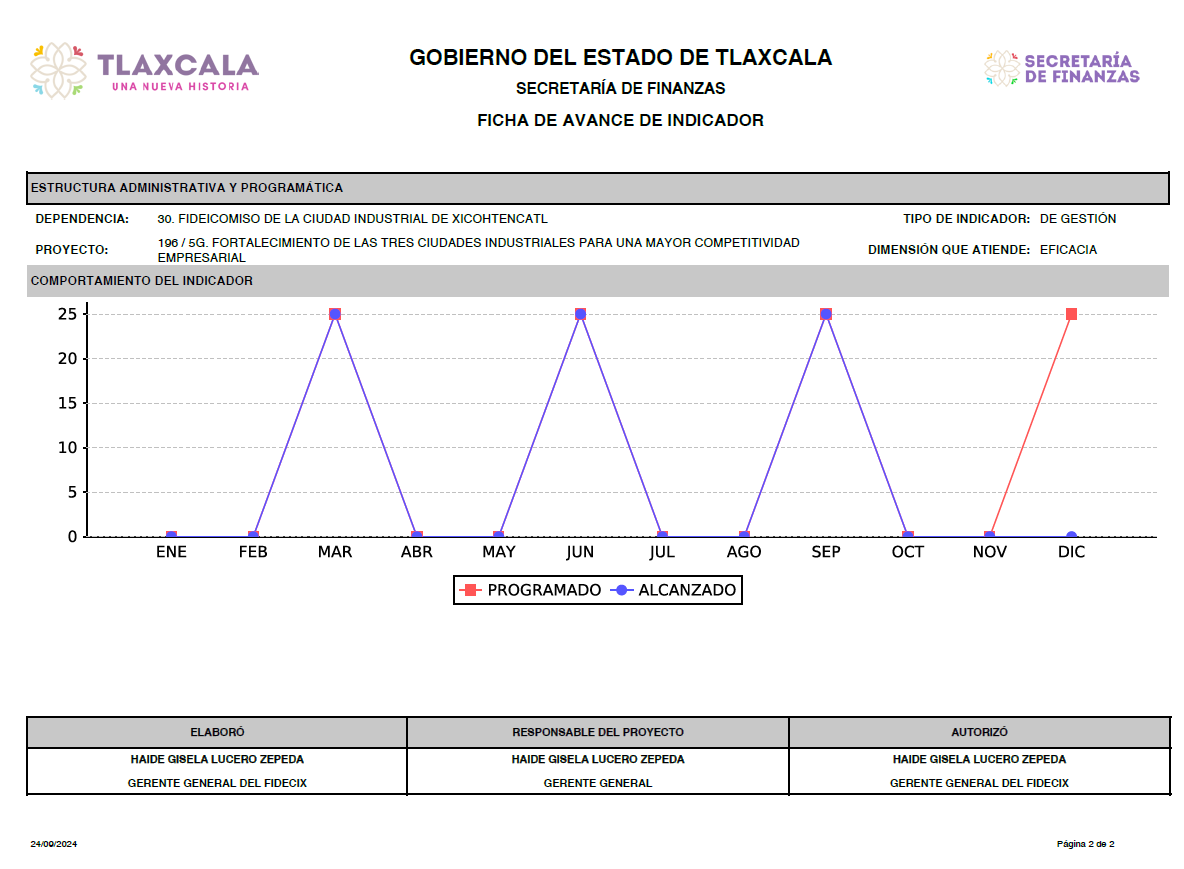 TLAXCALA
UNA NUEVA HISTORIA
GOBIERNO DEL ESTADO DE TLAXCALA
SECRETARÍA DE FINANZAS
FICHA DE AVANCE DE INDICADOR
SECRETARÍA
DE FINANZAS
ESTRUCTURA ADMINISTRATIVA Y PROGRAMÁTICA
DEPENDENCIA: 30. FIDEICOMISO DE LA CIUDAD INDUSTRIAL DE XICOHTENCATL TIPO DE INDICADOR: DE GESTIÓN
PROYECTO: 196 / 5G. FORTALECIMIENTO DE LAS TRES CIUDADES INDUSTRIALES PARA UNA MAYOR COMPETITIVIDAD
EMPRESARIAL
DIMENSIÓN QUE ATIENDE: EFICACIA
COMPORTAMIENTO DEL INDICADOR
25
20
15
10
5
0
ENE FEB MAR ABR MAY JUN JUL AGO SEP OCT NOV DIC
PROGRAMADO ALCANZADO
ELABORÓ RESPONSABLE DEL PROYECTO AUTORIZÓ
HAIDE GISELA LUCERO ZEPEDA HAIDE GISELA LUCERO ZEPEDA HAIDE GISELA LUCERO ZEPEDA
GERENTE GENERAL DEL FIDECIX GERENTE GENERAL GERENTE GENERAL DEL FIDECIX
24/09/2024 Página 2 de 2